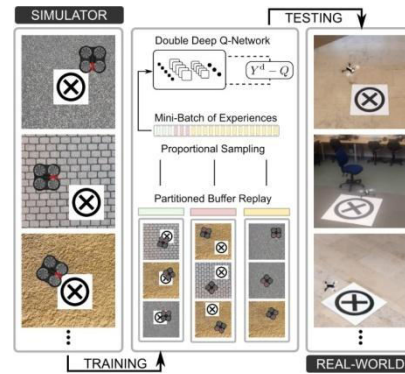 SIMULATOR
TESTING
Double Deep Q-Network
Y^d − Q
Mini-Batch of Experiences
Proportional Sampling
Partitioned Buffer Replay
TRAINING
REAL-WORLD